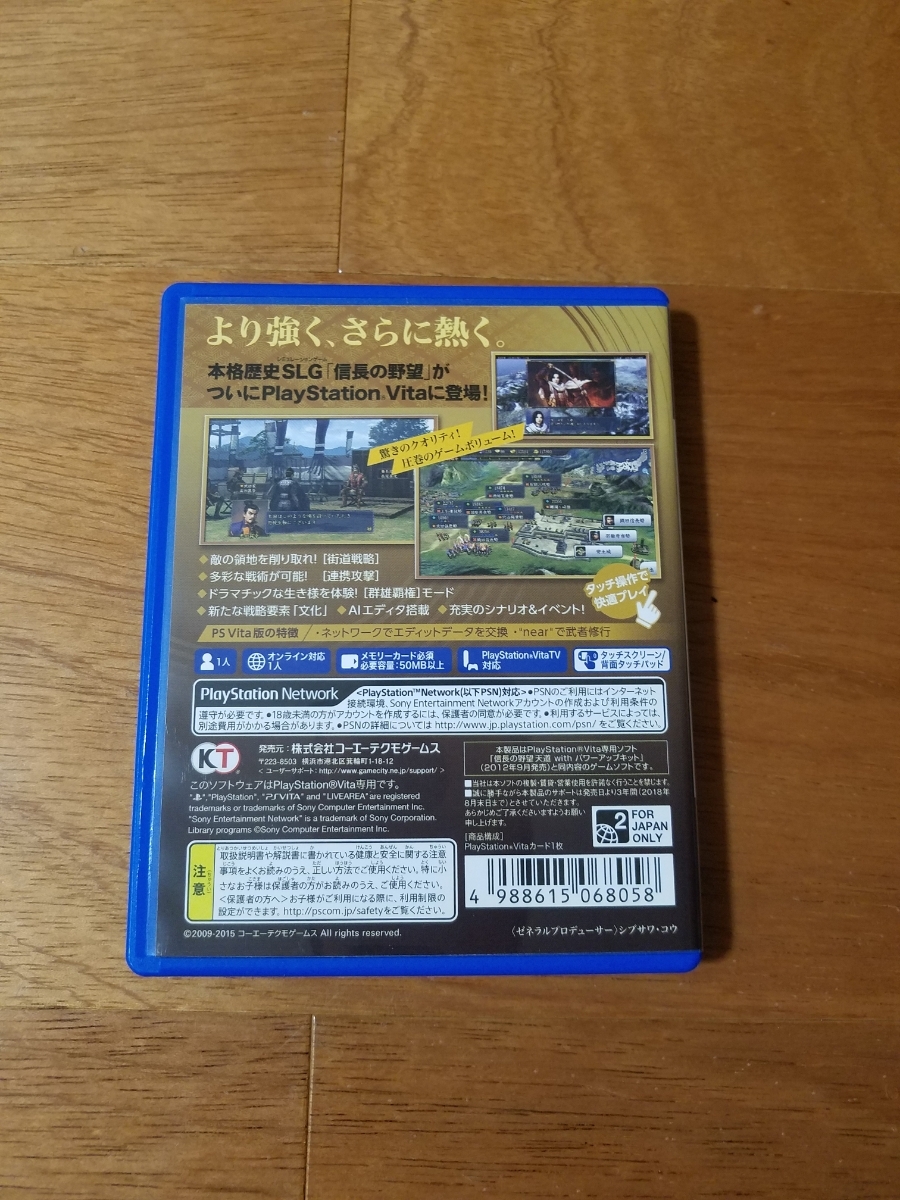 より強く、さらに熱く。
シミュレーションゲーム
本格歴史SLG「信長の野望」が
ついにPlayStation Vitaに登場!
驚きのクオリティ!
圧巻のゲームボリューム!
◆敵の領地を削り取れ! [街道戦略]
◆多彩な戦術が可能! [連携攻撃]
◆ドラマチックな生き様を体験! [群雄覇権]モード
◆新たな戦略要素「文化」 ◆AIエディタ搭載 ◆充実のシナリオ&イベント!
タッチ操作で
快適プレイ
PS Vita版の特徴 ・ネットワークでエディットデータを交換 ・"near"で武者修行
1人
オンライン対応
1人
メモリーカード必須
必要容量:50MB以上
PlayStation®VitaTV
対応
タッチスクリーン/
背面タッチパッド
PlayStation Network <PlayStation™Network(以下PSN)対応>●PSNのご利用にはインターネット
接続環境、Sony Entertainment Networkアカウントの作成および利用条件の
遵守が必要です。●18歳未満の方がアカウントを作成するには、保護者の同意が必要です。●利用するサービスによっては、
別途費用がかかる場合があります。●PSNの詳細については http://www.jp.playstation.com/psn/ をご覧ください。
KT
発売元:株式会社コーエーテクモゲームス
〒223-8503 横浜市港北区箕輪町1-18-12
<ユーザーサポート:http://www.gamecity.ne.jp/support/>
このソフトウェアはPlayStation®Vita専用です。
"PlayStation", "PSVITA" and "LIVEAREA" are registered
trademarks or trademarks of Sony Computer Entertainment Inc.
"Sony Entertainment Network" is a trademark of Sony Corporation.
Library programs ©Sony Computer Entertainment Inc.
本製品はPlayStation®Vita専用ソフト
「信長の野望 天道 with パワーアップキット」
(2012年9月発売)と同内容のゲームソフトです。
■当社は本ソフトの複製・賃貸・営業使用を許諾なく行うことを禁じます。
■誠に勝手ながら本製品のサポートは発売日より3年間(2018年
8月末日まで)とさせていただきます。
あらかじめご了承くださいますようお願い
申し上げます。
[商品構成]
PlayStation®Vitaカード1枚
2 FOR
JAPAN
ONLY
注意
取扱説明書や解説書に書かれている健康と安全に関する注意
事項をよくお読みのうえ、正しい方法でご使用ください。特に小
さなお子様は保護者の方がお読みのうえ、ご使用ください。
<保護者の方へ>お子様がご利用になる際に、利用制限の
設定ができます。http://pscom.jp/safetyをご覧ください。
4 988615 068058
©2009-2015 コーエーテクモゲームス All rights reserved.
〈ゼネラルプロデューサー〉シブサワ・コウ